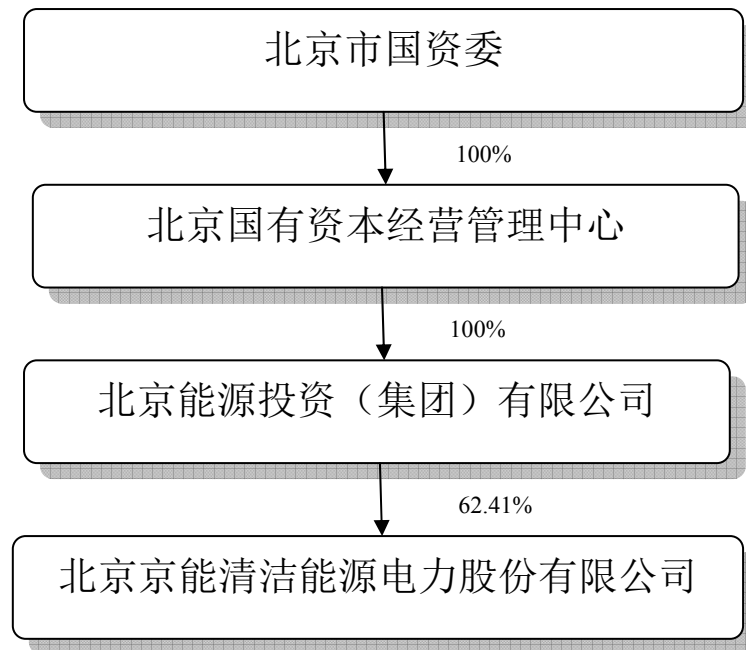 北京市国资委
100%
北京国有资本经营管理中心
100%
北京能源投资（集团）有限公司
62.41%
北京京能清洁能源电力股份有限公司